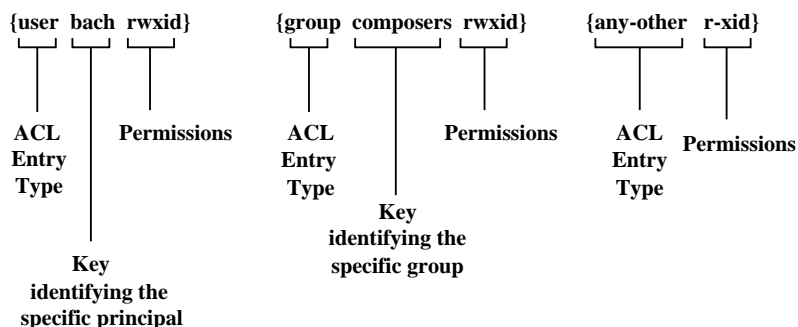 {user bach rwxid}
ACL
Entry
Type
Permissions
Key
identifying the
specific principal
{group composers rwxid}
ACL
Entry
Type
Permissions
Key
identifying the
specific group
{any-other r-xid}
ACL
Entry
Type
Permissions